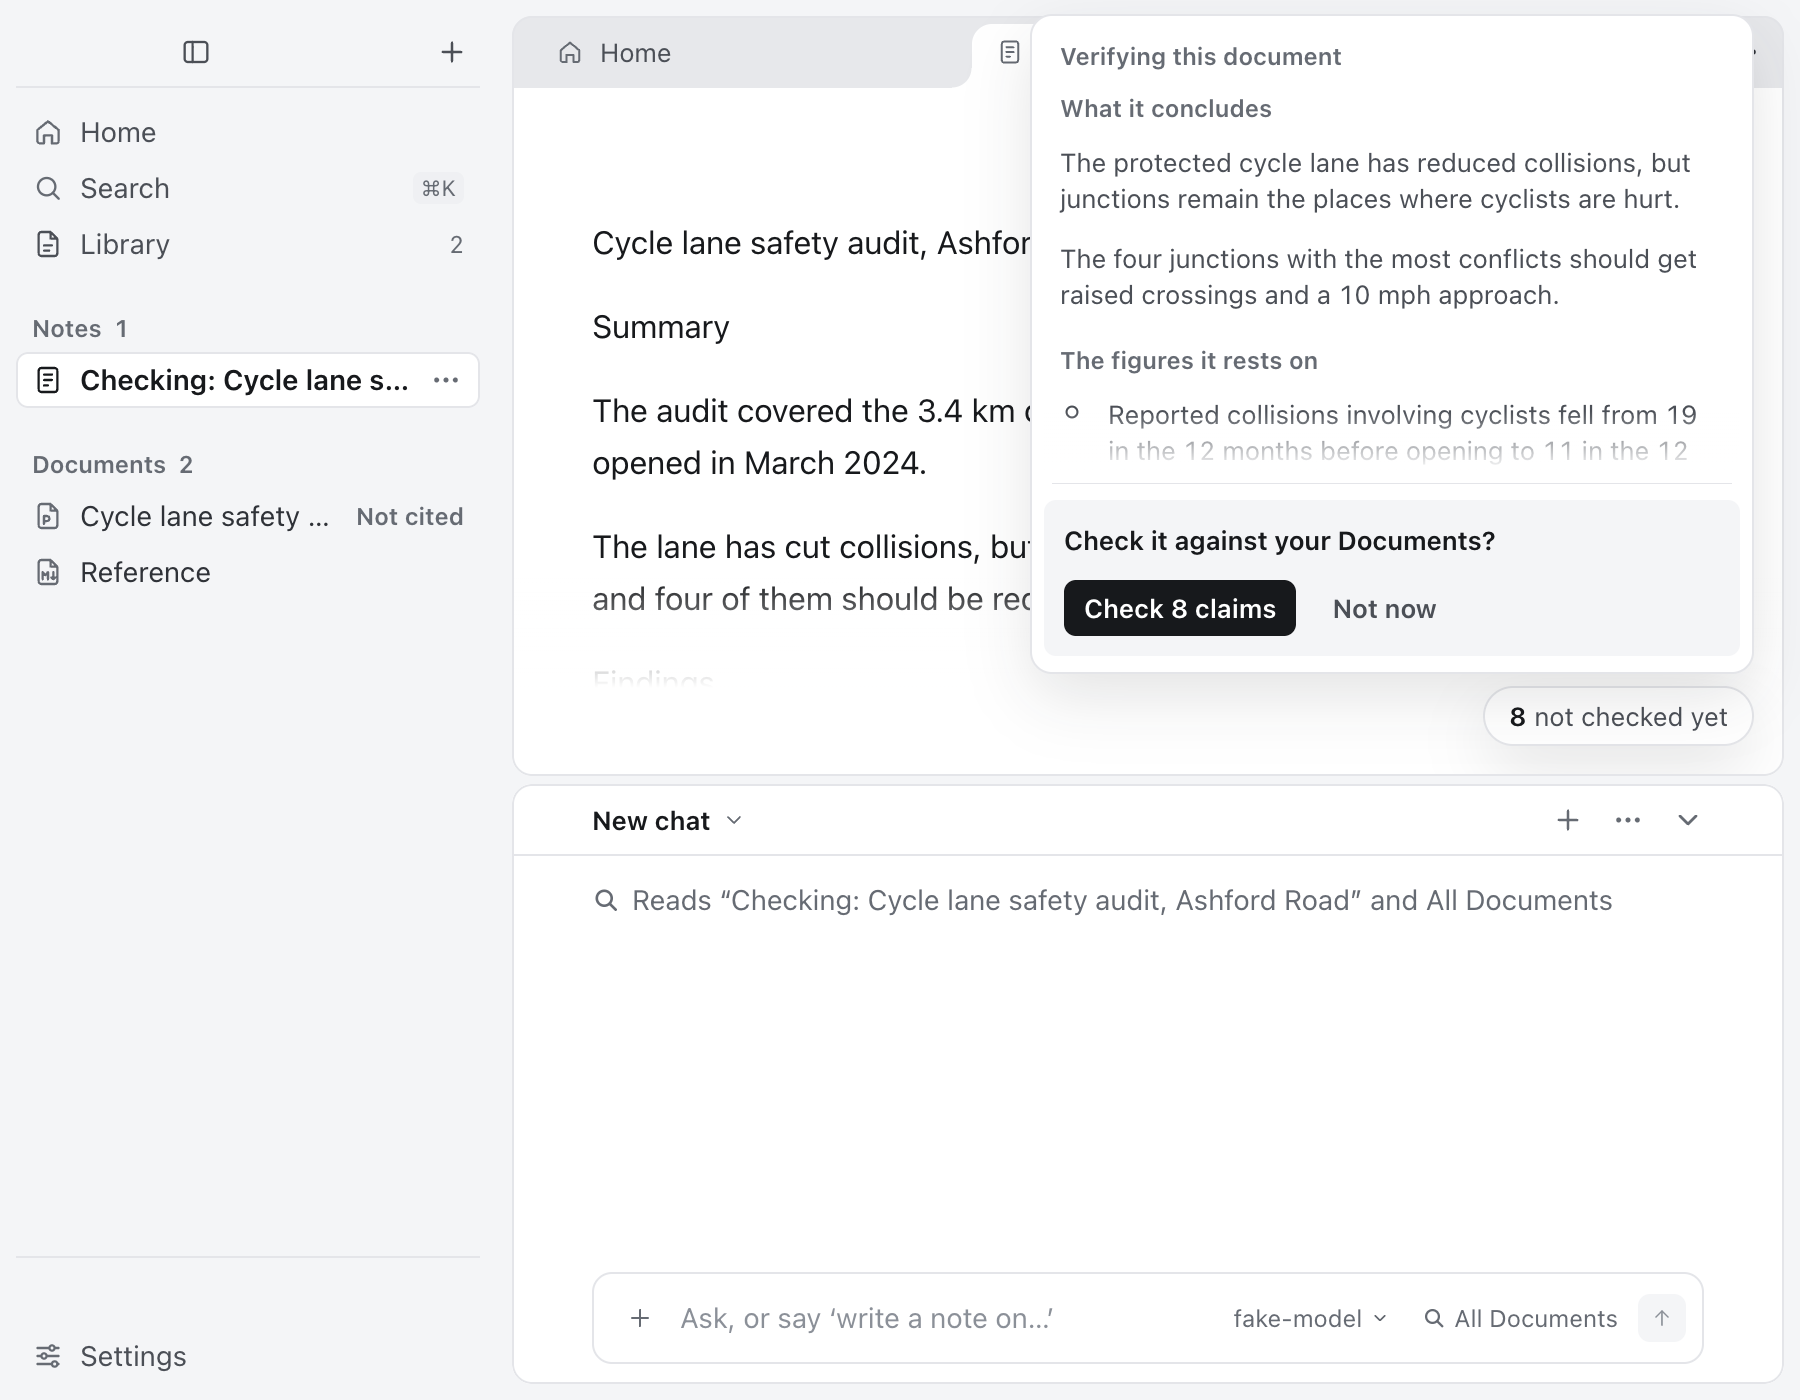 Home
Search ⌘K
Library 2
Notes 1
Checking: Cycle lane s...
Documents 2
Cycle lane safety ... Not cited
Reference
Settings
Home
Cycle lane safety audit, Ashfor
Summary
The audit covered the 3.4 km
opened in March 2024.
The lane has cut collisions, but
and four of them should be
Findings
Verifying this document
What it concludes
The protected cycle lane has reduced collisions, but
junctions remain the places where cyclists are hurt.
The four junctions with the most conflicts should get
raised crossings and a 10 mph approach.
The figures it rests on
Reported collisions involving cyclists fell from 19
in the 12 months before opening to 11 in the 12
Check it against your Documents?
Check 8 claims Not now
8 not checked yet
New chat
Reads “Checking: Cycle lane safety audit, Ashford Road” and All Documents
Ask, or say ‘write a note on...’ fake-model All Documents